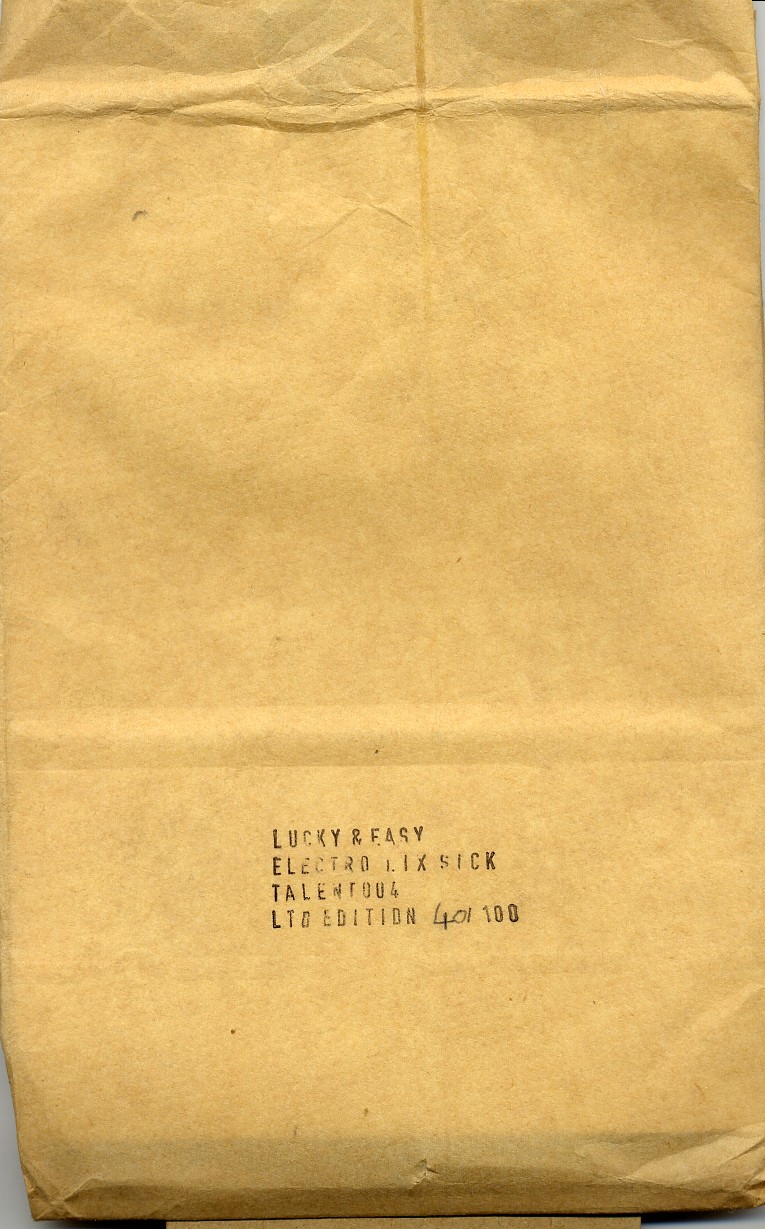 LUCKY & EASY
ELECTRO SICK
TALENT004
LTD EDITION 40/100